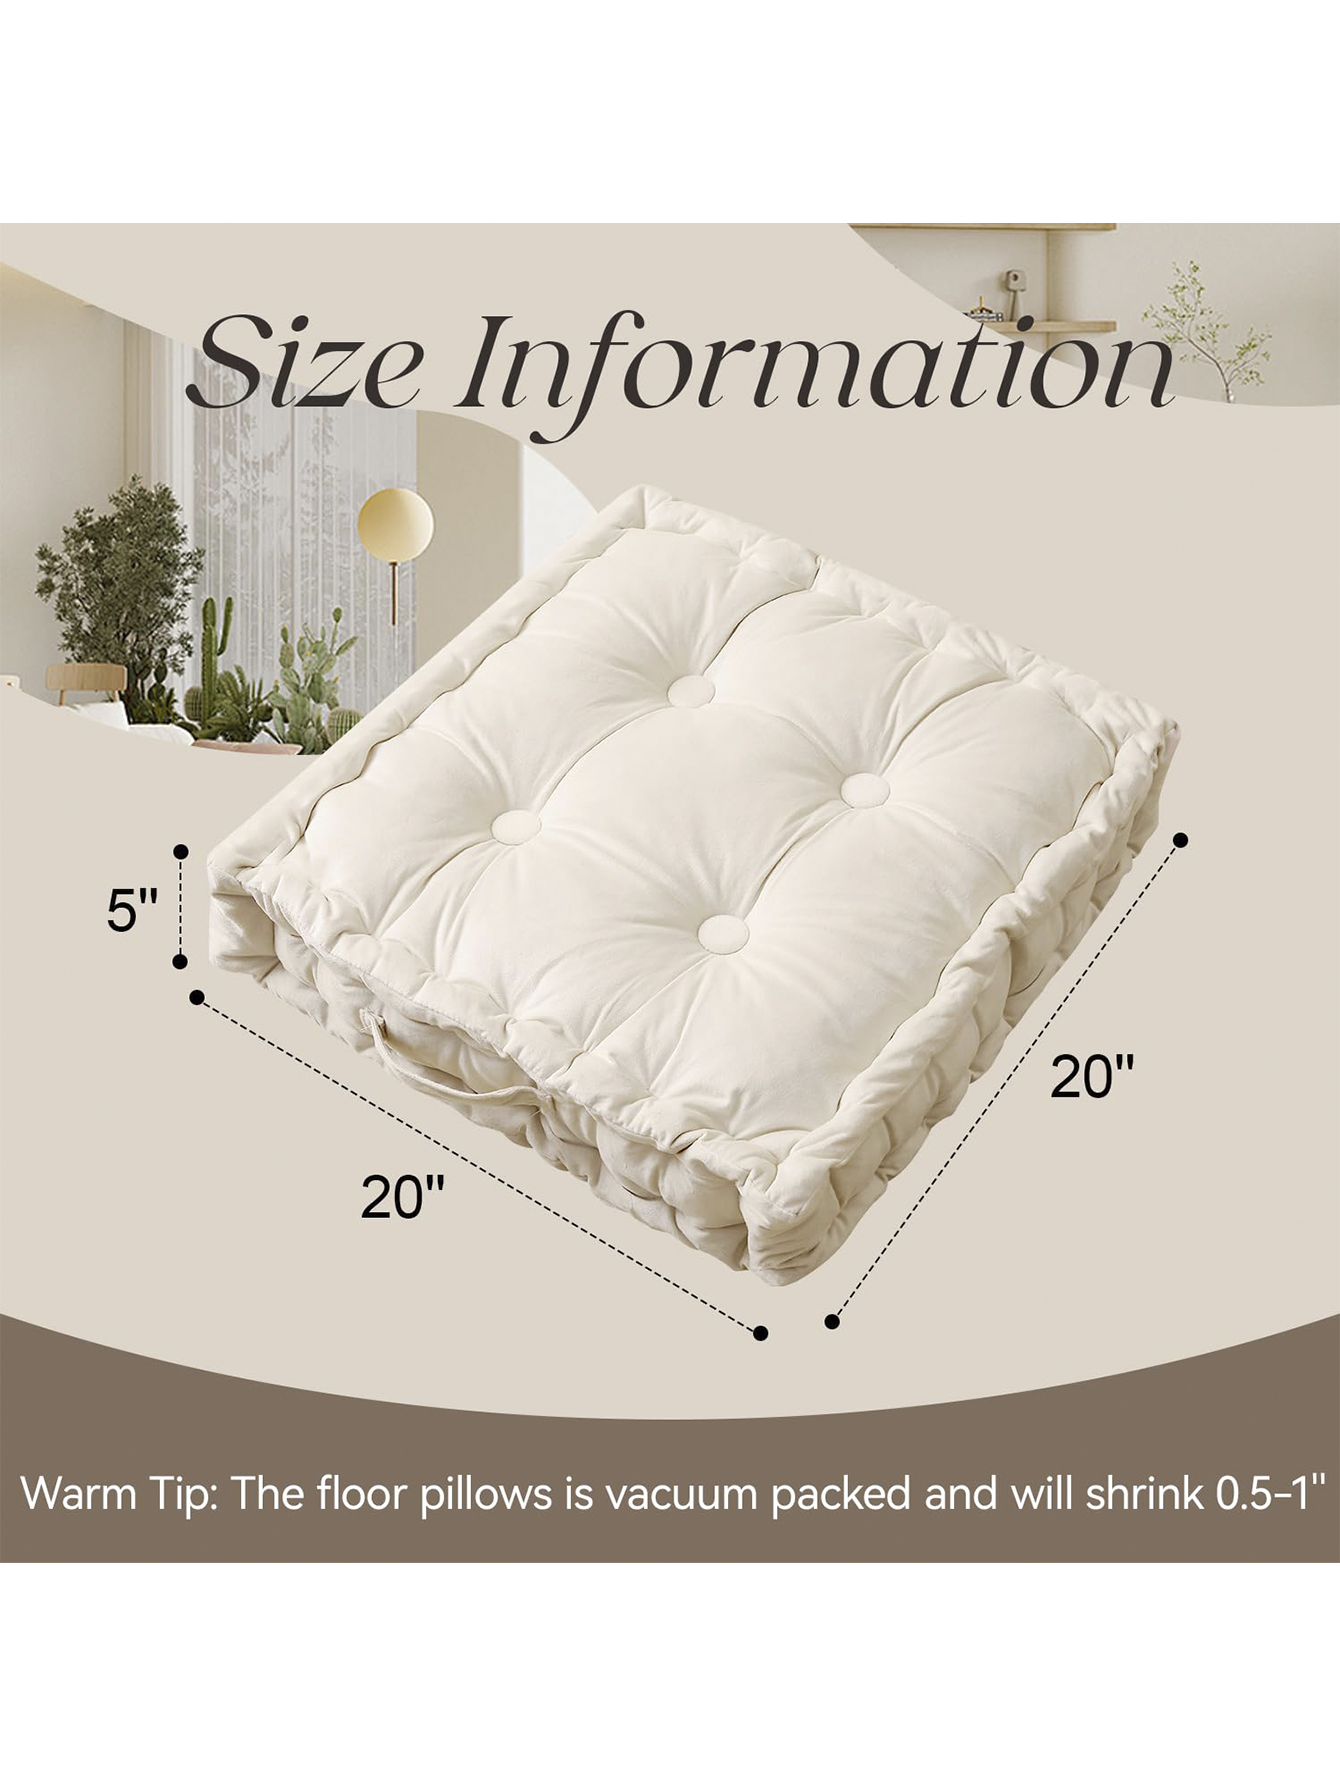 Size Information
5"
20"
20"
Warm Tip: The floor pillows is vacuum packed and will shrink 0.5-1"